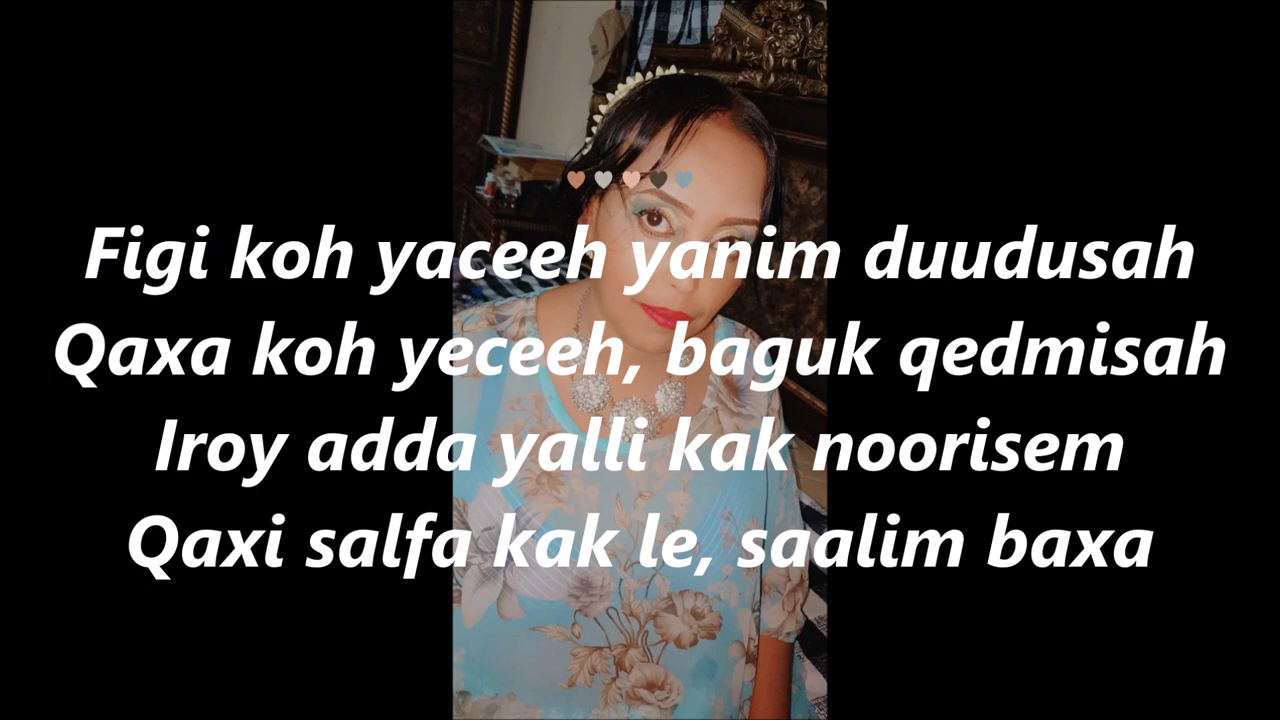 Figi koh yaceeh yanim duudusah
Qaxa koh yeceeh, baguk qedmisah
Iroy adda yalli kak noorisem
Qaxi salfa kak le, saalim baxa